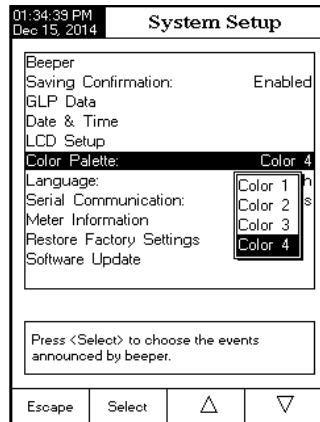 01:34:39 PM
Dec 15, 2014
System Setup
Beeper
Saving Confirmation: Enabled
GLP Data
Date & Time
LCD Setup
Color Palette: Color 4
Language: h
Serial Communication: s
Meter Information
Restore Factory Settings
Software Update
Color 1
Color 2
Color 3
Color 4
Press <Select> to choose the events
announced by beeper.
Escape Select